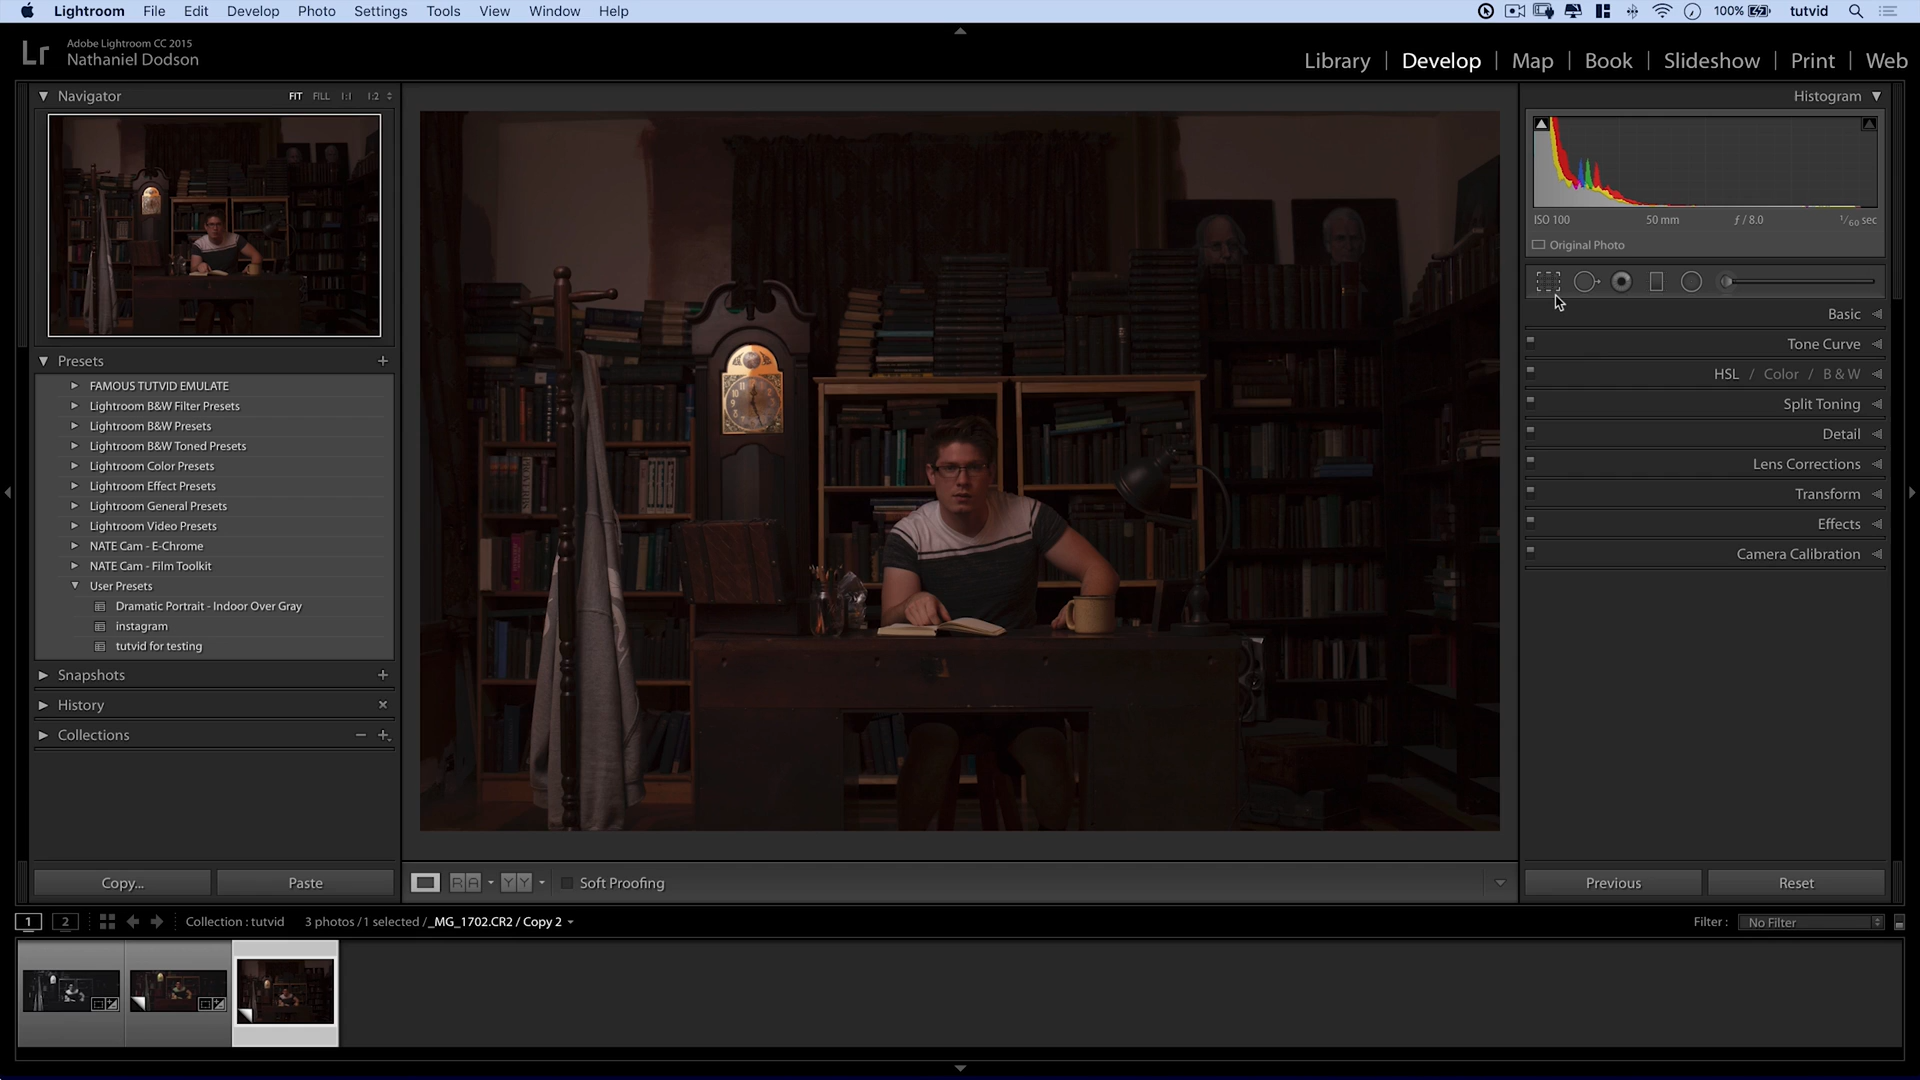 Lightroom File Edit Develop Photo Settings Tools View Window Help 100% tutvid
Lr Adobe Lightroom CC 2015
Nathaniel Dodson
Library | Develop | Map | Book | Slideshow | Print | Web
Navigator FIT FILL 1:1 1:2
Histogram
ISO 100 50 mm ƒ / 8.0 1/60 sec
Original Photo
Basic
Tone Curve
HSL / Color / B & W
Split Toning
Detail
Lens Corrections
Transform
Effects
Camera Calibration
Presets +
FAMOUS TUTVID EMULATE
Lightroom B&W Filter Presets
Lightroom B&W Presets
Lightroom B&W Toned Presets
Lightroom Color Presets
Lightroom Effect Presets
Lightroom General Presets
Lightroom Video Presets
NATE Cam - E-Chrome
NATE Cam - Film Toolkit
User Presets
Dramatic Portrait - Indoor Over Gray
instagram
tutvid for testing
Snapshots +
History ×
Collections − +
Copy... Paste
R A Y Y Soft Proofing
Previous Reset
1 2 Collection : tutvid 3 photos / 1 selected / _MG_1702.CR2 / Copy 2
Filter : No Filter